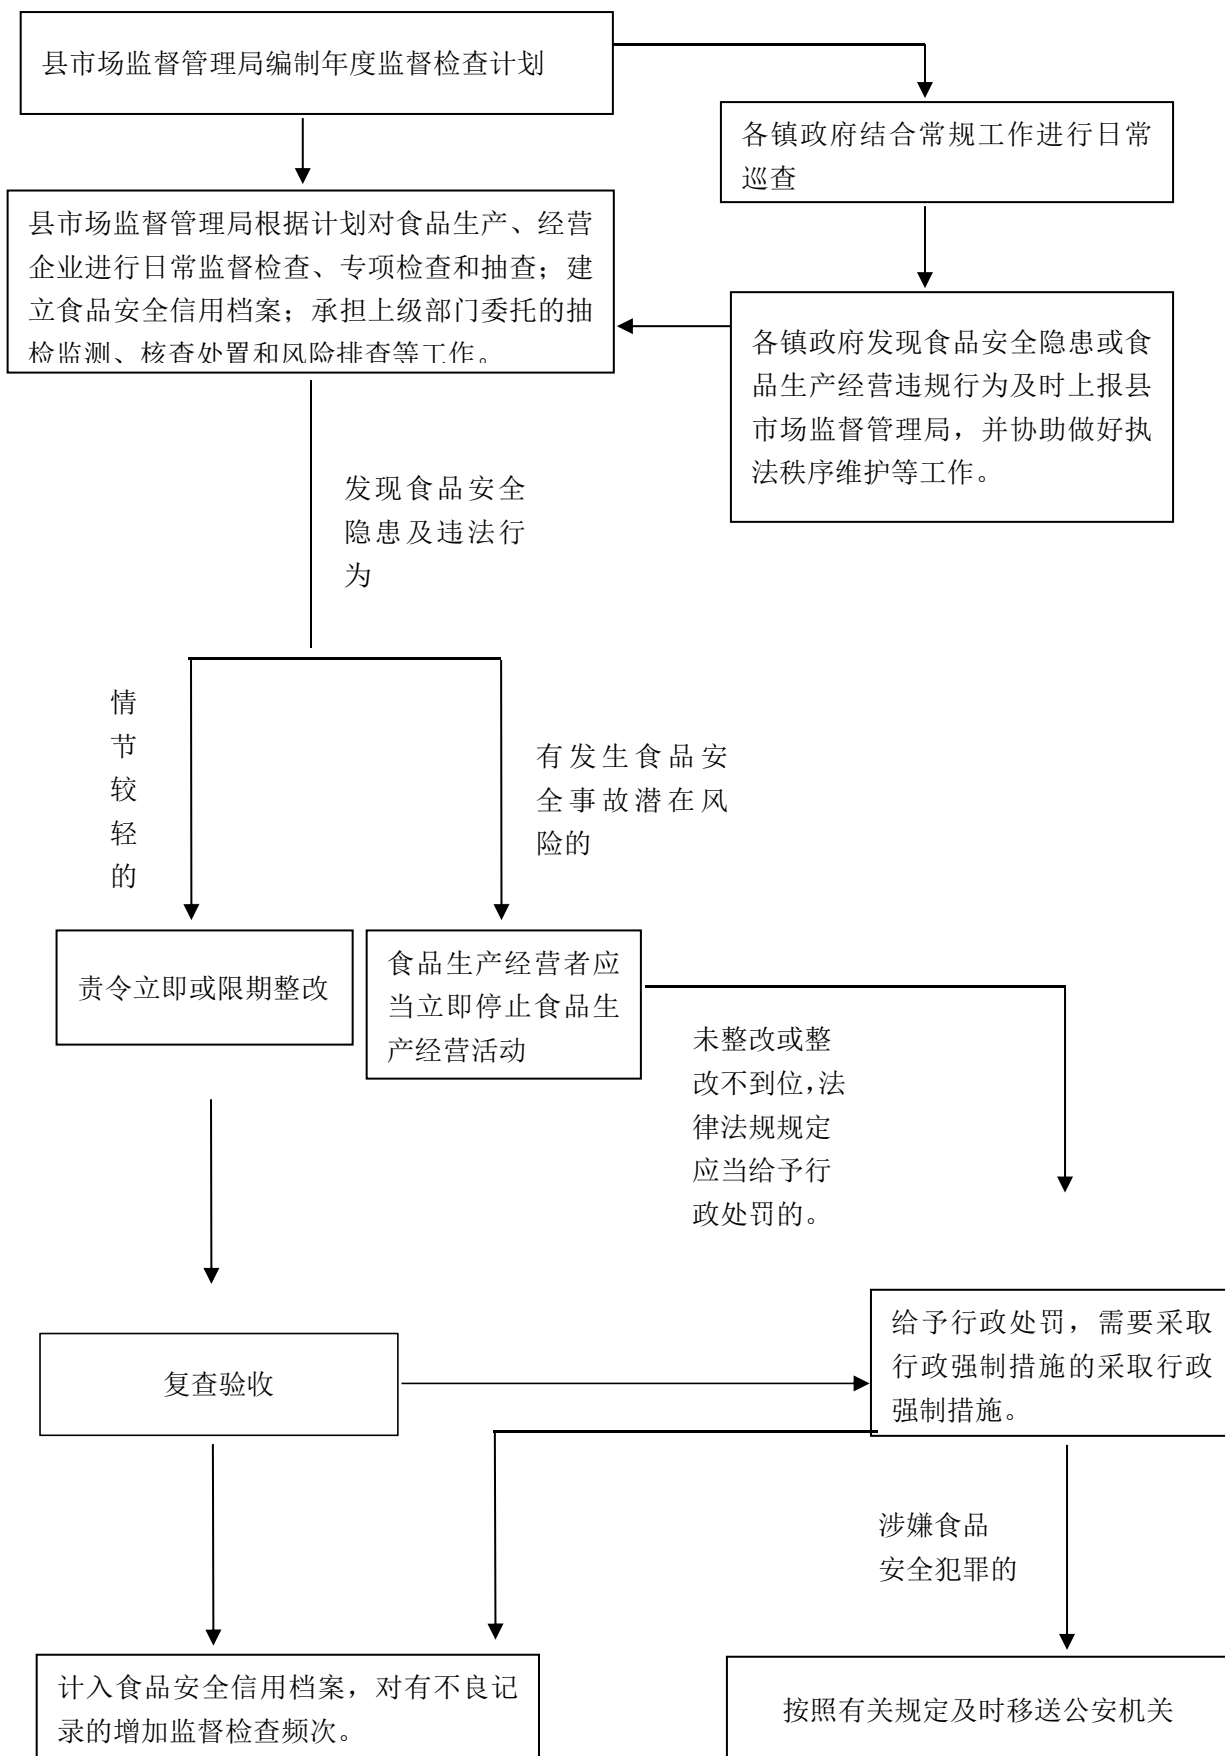 县市场监督管理局编制年度监督检查计划
各镇政府结合常规工作进行日常
巡查
县市场监督管理局根据计划对食品生产、经营
企业进行日常监督检查、专项检查和抽查；建
立食品安全信用档案；承担上级部门委托的抽
检监测、核查处置和风险排查等工作。
各镇政府发现食品安全隐患或食
品生产经营违规行为及时上报县
市场监督管理局，并协助做好执
法秩序维护等工作。
发现食品安全
隐患及违法行
为
情
节
较
轻
的
有发生食品安
全事故潜在风
险的
责令立即或限期整改
食品生产经营者应
当立即停止食品生
产经营活动
未整改或整
改不到位，法
律法规规定
应当给予行
政处罚的。
给予行政处罚，需要采取
行政强制措施的采取行政
强制措施。
复查验收
涉嫌食品
安全犯罪的
计入食品安全信用档案，对有不良记
录的增加监督检查频次。
按照有关规定及时移送公安机关